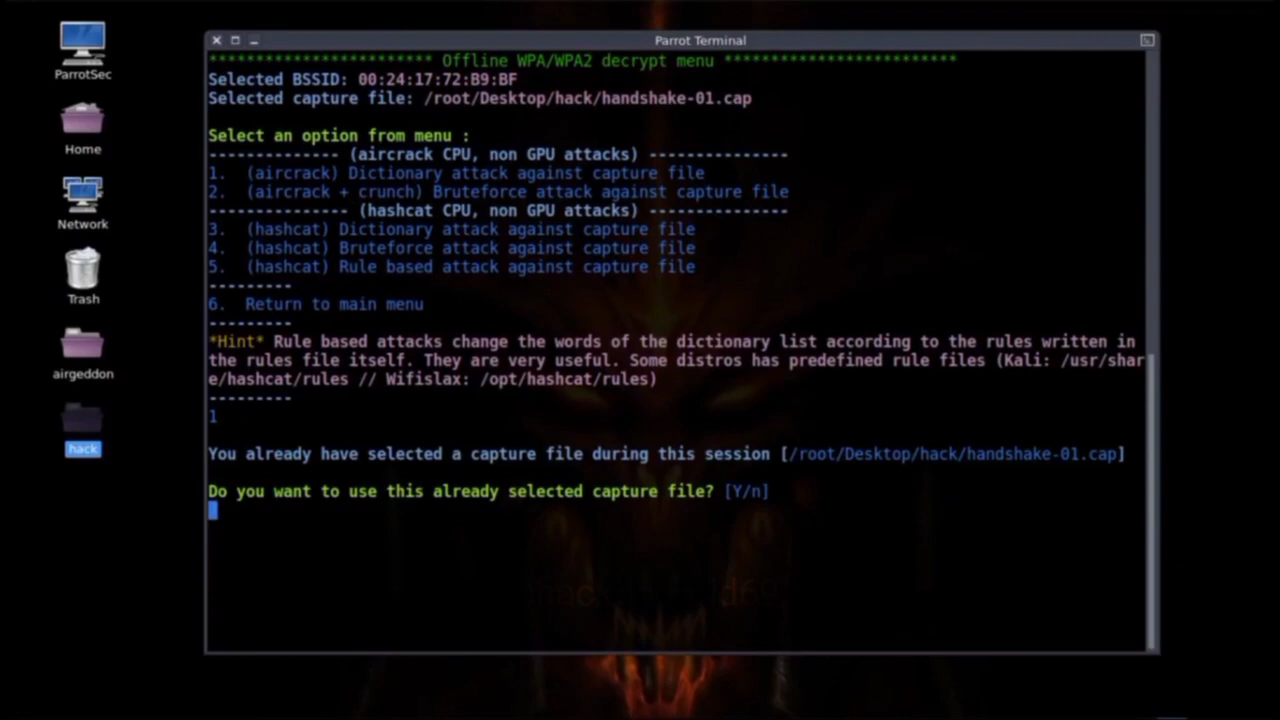 Parrot Terminal
************************ Offline WPA/WPA2 decrypt menu *************************
Selected BSSID: 00:24:17:72:B9:BF
Selected capture file: /root/Desktop/hack/handshake-01.cap
Select an option from menu :
-------------- (aircrack CPU, non GPU attacks) ---------------
1.  (aircrack) Dictionary attack against capture file
2.  (aircrack + crunch) Bruteforce attack against capture file
--------------- (hashcat CPU, non GPU attacks) ---------------
3.  (hashcat) Dictionary attack against capture file
4.  (hashcat) Bruteforce attack against capture file
5.  (hashcat) Rule based attack against capture file
---------
6.  Return to main menu
---------
*Hint* Rule based attacks change the words of the dictionary list according to the rules written in
the rules file itself. They are very useful. Some distros has predefined rule files (Kali: /usr/shar
e/hashcat/rules // Wifislax: /opt/hashcat/rules)
---------
1
You already have selected a capture file during this session [/root/Desktop/hack/handshake-01.cap]
Do you want to use this already selected capture file? [Y/n]
ParrotSec
Home
Network
Trash
airgeddon
hack